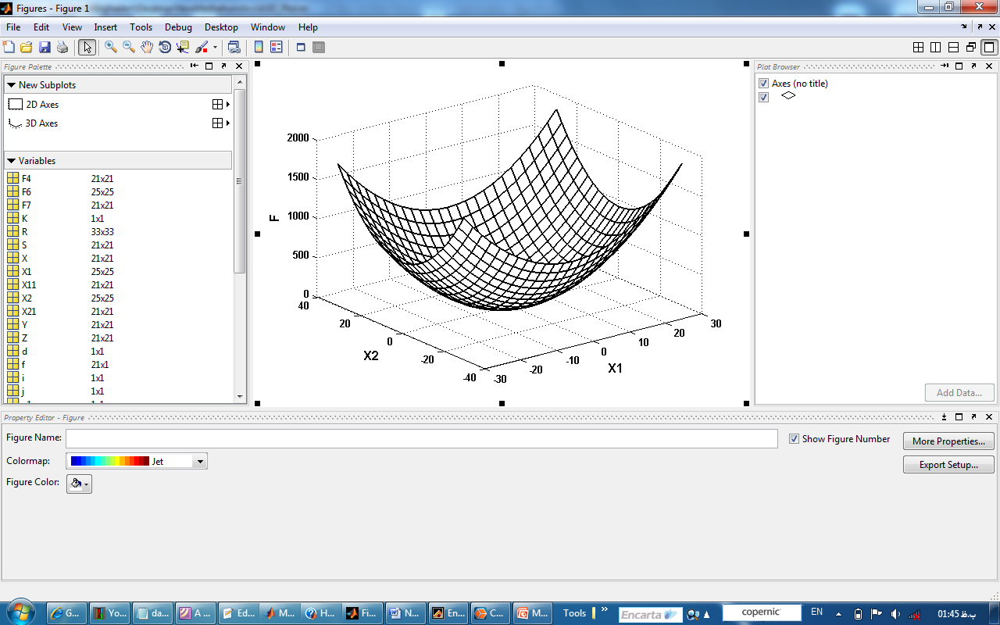 Figures - Figure 1
File Edit View Insert Tools Debug Desktop Window Help
Figure Palette
New Subplots
2D Axes
3D Axes
Variables
F4 21x21
F6 25x25
F7 21x21
K 1x1
R 33x33
S 21x21
X 21x21
X1 25x25
X11 21x21
X2 25x25
X21 21x21
Y 21x21
Z 21x21
d 1x1
f 21x1
i 1x1
j 1x1
F
2000
1500
1000
500
0
40
20
0
-20
-40
X2
-30
-20
-10
0
10
20
30
X1
Plot Browser
Axes (no title)
Add Data...
Property Editor - Figure
Figure Name:
Show Figure Number
More Properties...
Colormap: Jet
Export Setup...
Figure Color:
G... Yo... da... A ... Ed... M... H... Fi... N... En... C... M... Tools » Encarta copernic EN 01:45 ب.ظ